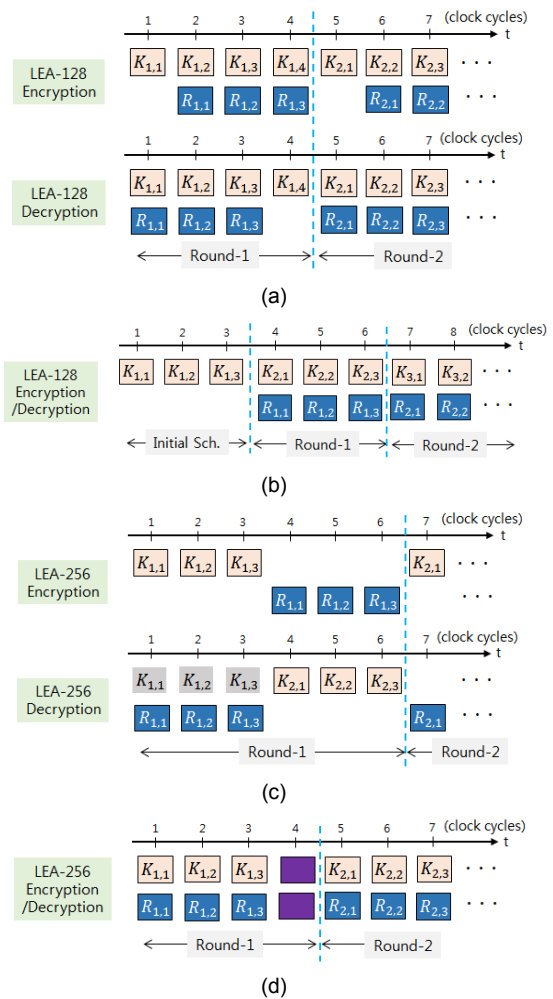 1 2 3 4 5 6 7 (clock cycles)
t
LEA-128
Encryption
K1,1 K1,2 K1,3 K1,4 K2,1 K2,2 K2,3 · · ·
R1,1 R1,2 R1,3 R2,1 R2,2 · · ·
t
LEA-128
Decryption
K1,1 K1,2 K1,3 K1,4 K2,1 K2,2 K2,3 · · ·
R1,1 R1,2 R1,3 R2,1 R2,2 R2,3 · · ·
Round-1 Round-2
(a)
1 2 3 4 5 6 7 8 (clock cycles)
t
LEA-128
Encryption
/Decryption
K1,1 K1,2 K1,3 K2,1 K2,2 K2,3 K3,1 K3,2 · · ·
R1,1 R1,2 R1,3 R2,1 R2,2 · · ·
Initial Sch. Round-1 Round-2
(b)
1 2 3 4 5 6 7 (clock cycles)
t
LEA-256
Encryption
K1,1 K1,2 K1,3 K2,1 · · ·
R1,1 R1,2 R1,3 · · ·
1 2 3 4 5 6 7 (clock cycles)
t
LEA-256
Decryption
K1,1 K1,2 K1,3 K2,1 K2,2 K2,3 · · ·
R1,1 R1,2 R1,3 R2,1 · · ·
Round-1 Round-2
(c)
1 2 3 4 5 6 7 (clock cycles)
t
LEA-256
Encryption
/Decryption
K1,1 K1,2 K1,3 K2,1 K2,2 K2,3 · · ·
R1,1 R1,2 R1,3 R2,1 R2,2 R2,3 · · ·
Round-1 Round-2
(d)